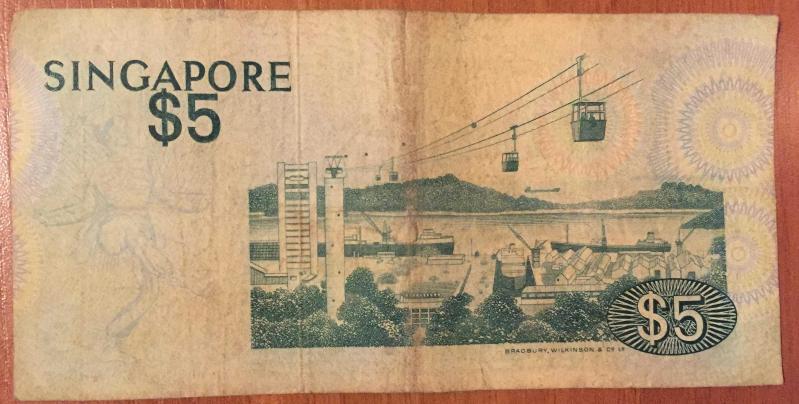 SINGAPORE
$5
$5
BRADBURY, WILKINSON & Cº Lᴰ